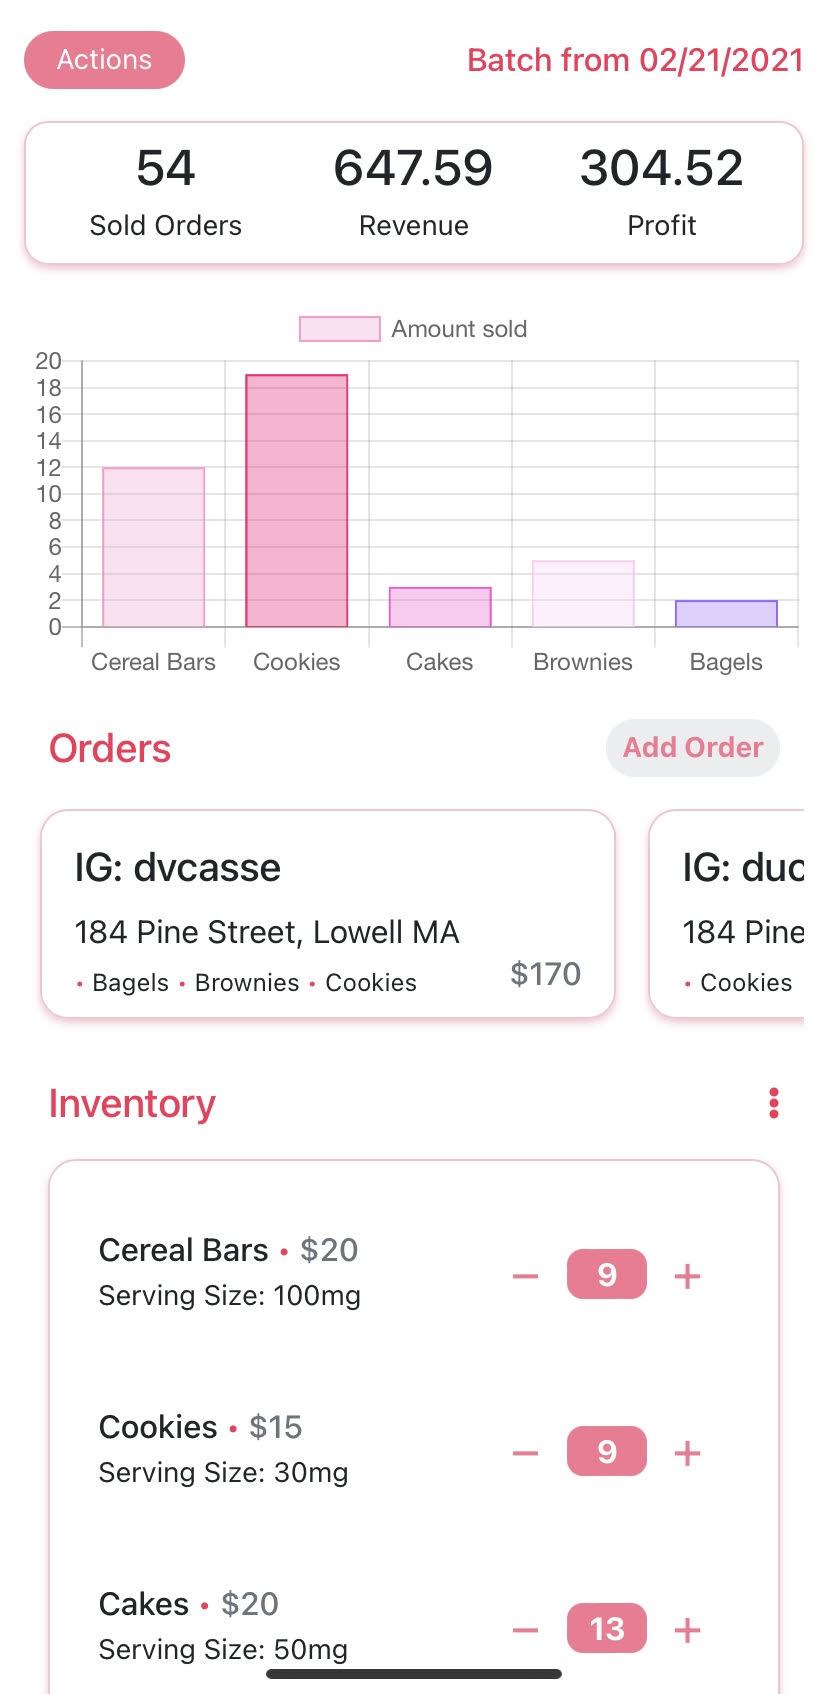 Actions
Batch from 02/21/2021
54
647.59
304.52
Sold Orders
Revenue
Profit
Amount sold
20
18
16
14
12
10
8
6
4
2
0
Cereal Bars
Cookies
Cakes
Brownies
Bagels
Orders
Add Order
IG: dvcasse
184 Pine Street, Lowell MA
• Bagels • Brownies • Cookies
$170
IG:
184 Pine
• Cookies
Inventory
Cereal Bars • $20
Serving Size: 100mg
− 9 +
Cookies • $15
Serving Size: 30mg
− 9 +
Cakes • $20
Serving Size: 50mg
− 13 +